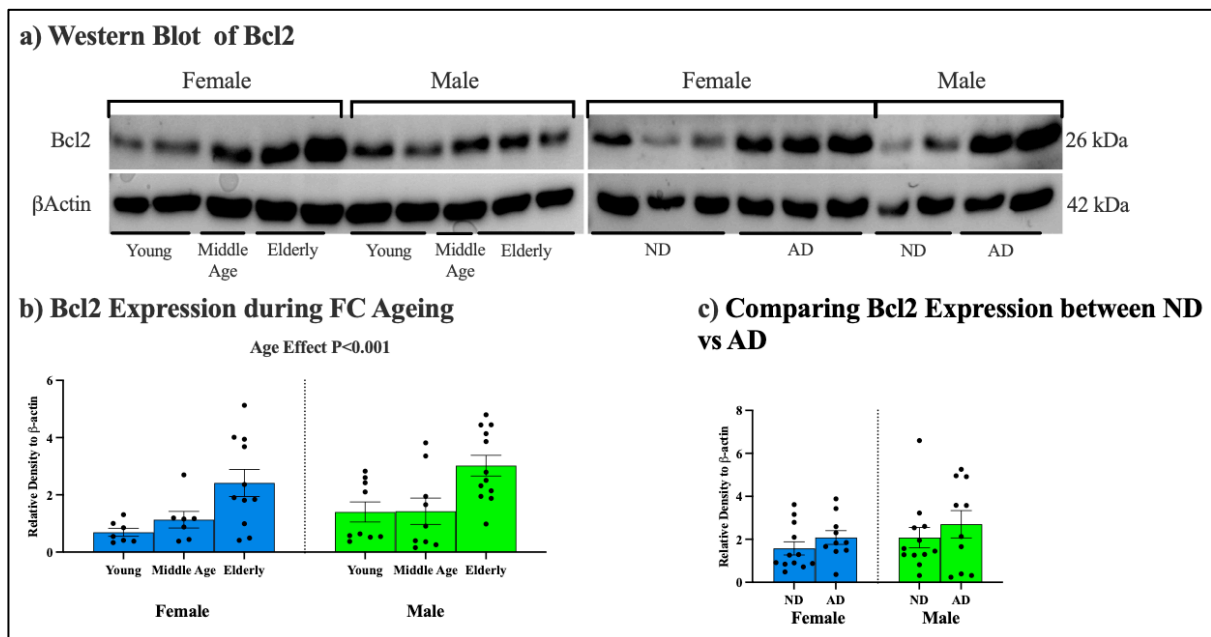 a) Western Blot of Bcl2
Female Male Female Male
Bcl2 26 kDa
βActin 42 kDa
Young Middle Age Elderly Young Middle Age Elderly ND AD ND AD
b) Bcl2 Expression during FC Ageing
Age Effect P<0.001
Relative Density to β-actin
6
4
2
0
Young Middle Age Elderly Young Middle Age Elderly
Female Male
c) Comparing Bcl2 Expression between ND
vs AD
Relative Density to β-actin
8
6
4
2
0
ND AD ND AD
Female Male